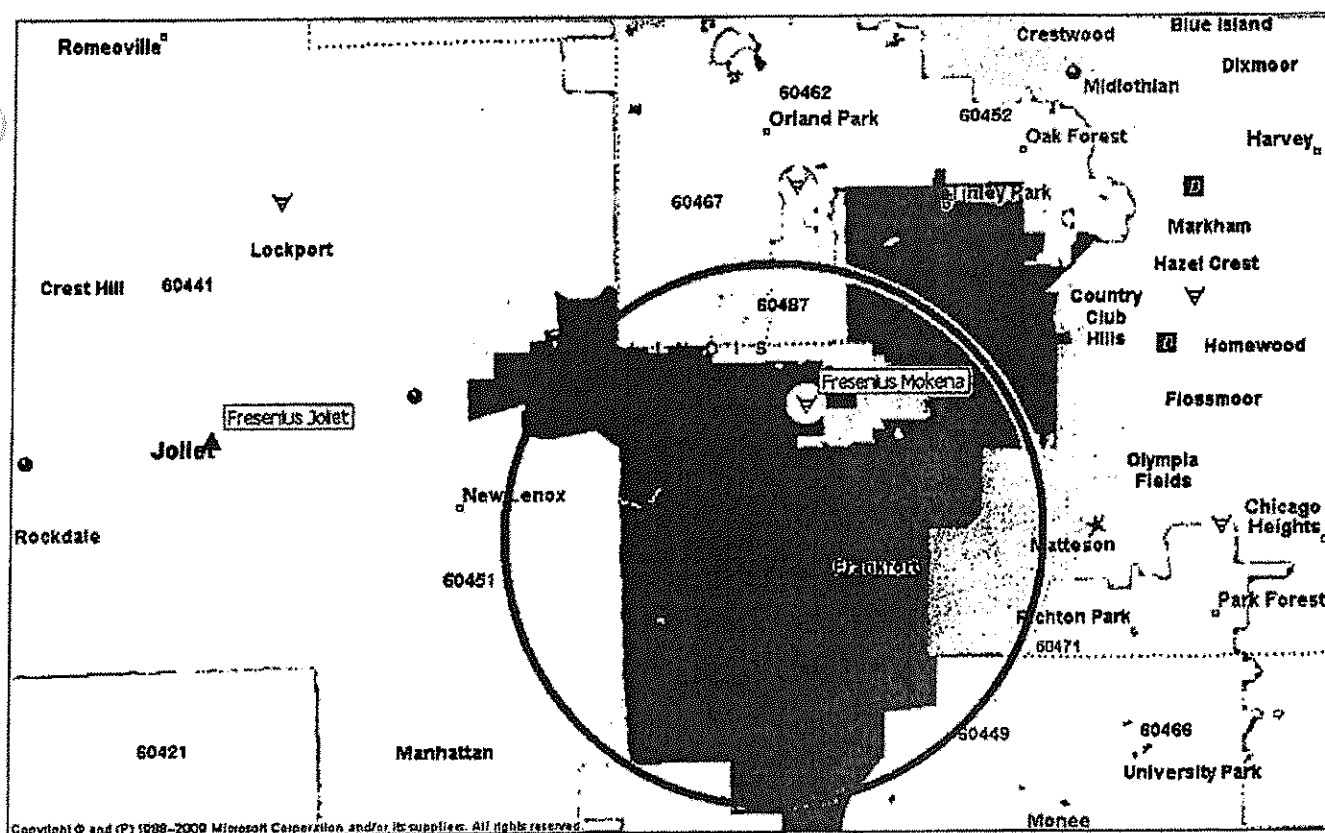 Romeoville
Crestwood
Blue Island
Dixmoor
Midlothian
60462
Orland Park
60452
Oak Forest
Harvey
60467
Tinley Park
Markham
Lockport
Hazel Crest
Crest Hill
60441
60487
Country
Club
Hills
I L L I N O I S
Homewood
Fresenius Mokena
Fresenius Joliet
Flossmoor
Joliet
Olympia
Fields
New Lenox
Chicago
Heights
Rockdale
Matteson
Frankfort
60451
Park Forest
Richton Park
60471
60449
60466
60421
Manhattan
University Park
Monee
Copyright © and (P) 1988-2009 Microsoft Corporation and/or its suppliers. All rights reserved.